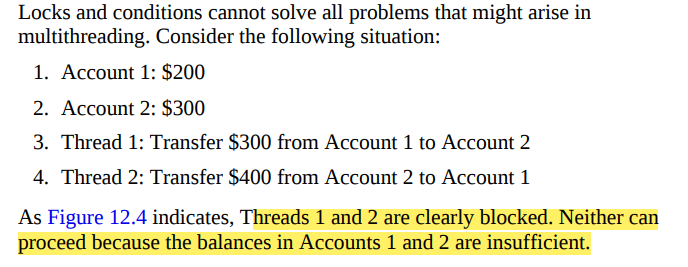 Locks and conditions cannot solve all problems that might arise in
multithreading. Consider the following situation:
1. Account 1: $200
2. Account 2: $300
3. Thread 1: Transfer $300 from Account 1 to Account 2
4. Thread 2: Transfer $400 from Account 2 to Account 1
As Figure 12.4 indicates, Threads 1 and 2 are clearly blocked. Neither can
proceed because the balances in Accounts 1 and 2 are insufficient.